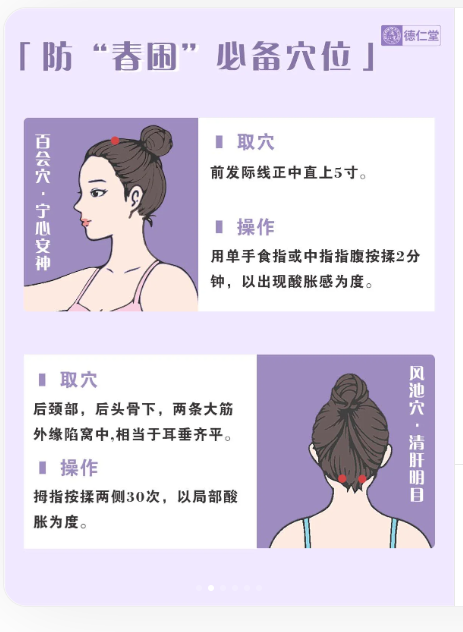 「防“春困”必备穴位」
德仁堂
百会穴·宁心安神
取穴
前发际线正中直上5寸。
操作
用单手食指或中指指腹按揉2分
钟，以出现酸胀感为度。
取穴
后颈部，后头骨下，两条大筋
外缘陷窝中,相当于耳垂齐平。
操作
拇指按揉两侧30次，以局部酸
胀为度。
风池穴·清肝明目